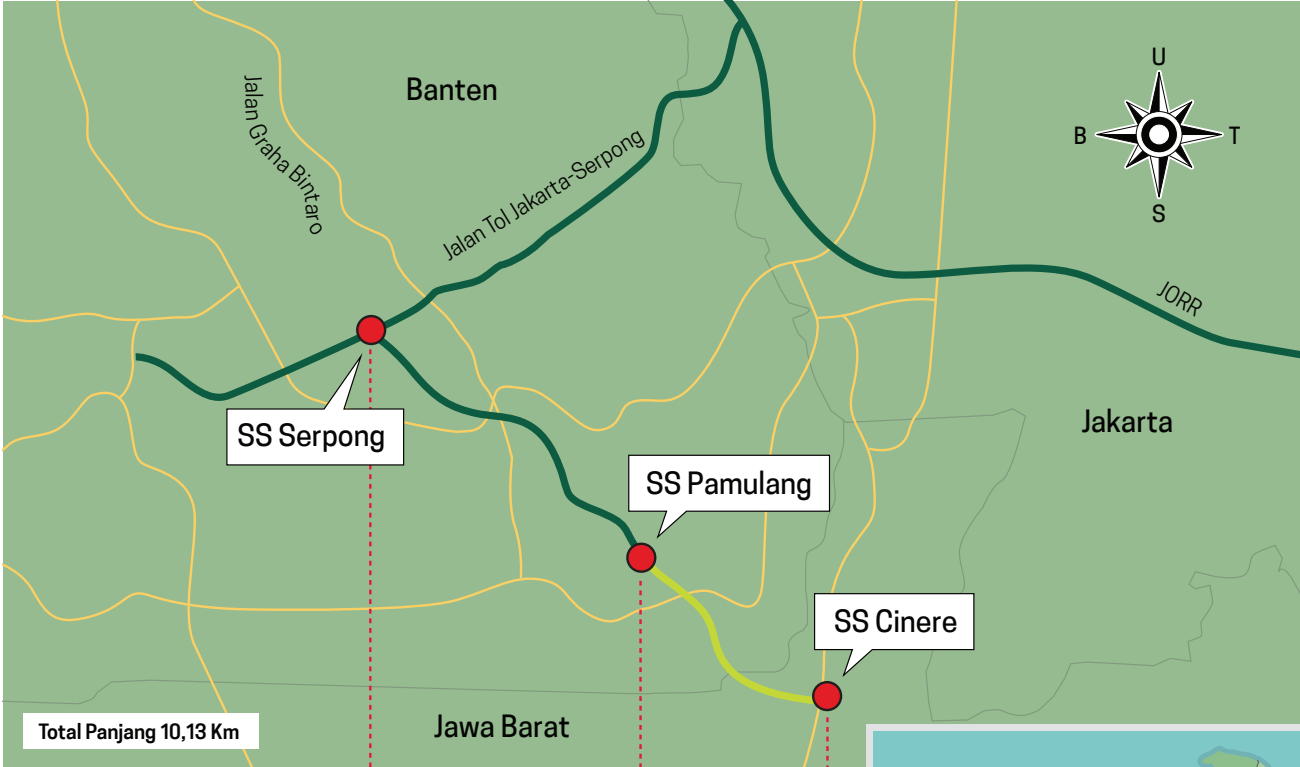 Banten
U
B
T
S
Jalan Graha Bintaro
Jalan Tol Jakarta-Serpong
JORR
SS Serpong
Jakarta
SS Pamulang
SS Cinere
Total Panjang 10,13 Km
Jawa Barat